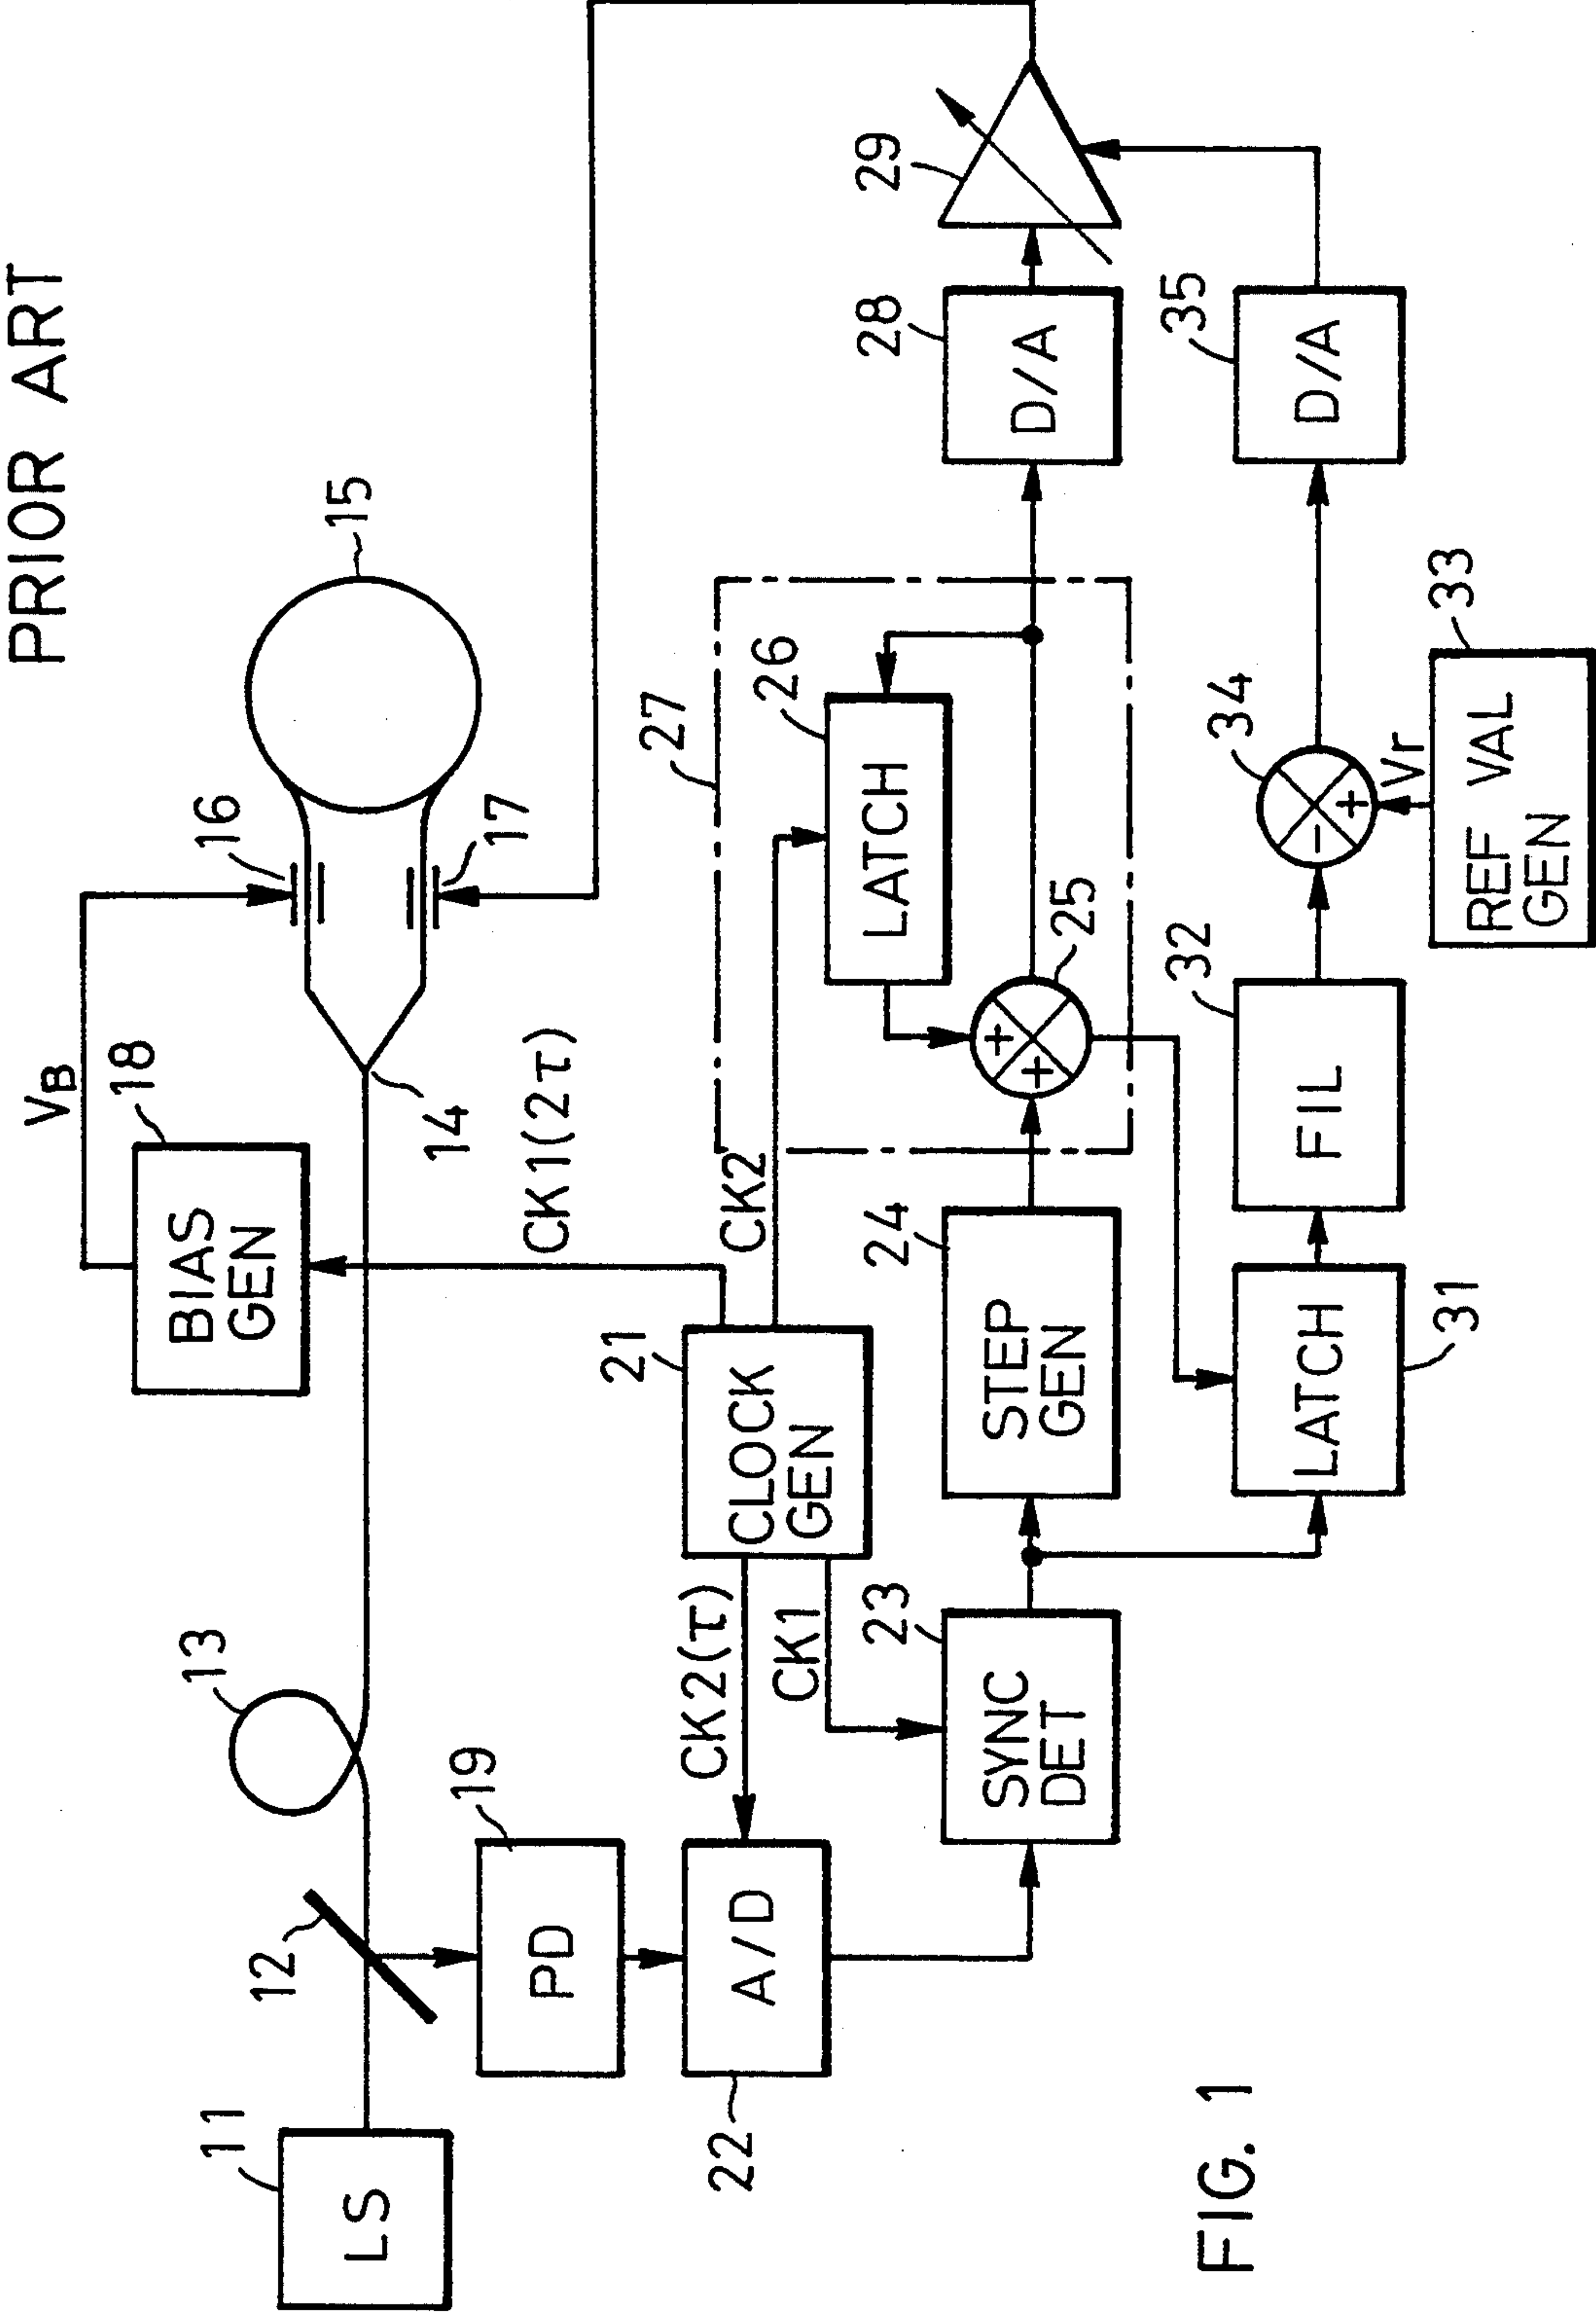 PRIOR ART
11
LS
12
13
14
15
16
17
VB
18
BIAS
GEN
CK1(2τ)
19
PD
22
A/D
21
CLOCK
GEN
CK2(τ)
CK1
CK2
23
SYNC
DET
24
STEP
GEN
25
+
+
26
LATCH
27
28
D/A
29
31
LATCH
32
FIL
34
-
+
Vr
33
REF VAL
GEN
35
D/A
FIG. 1